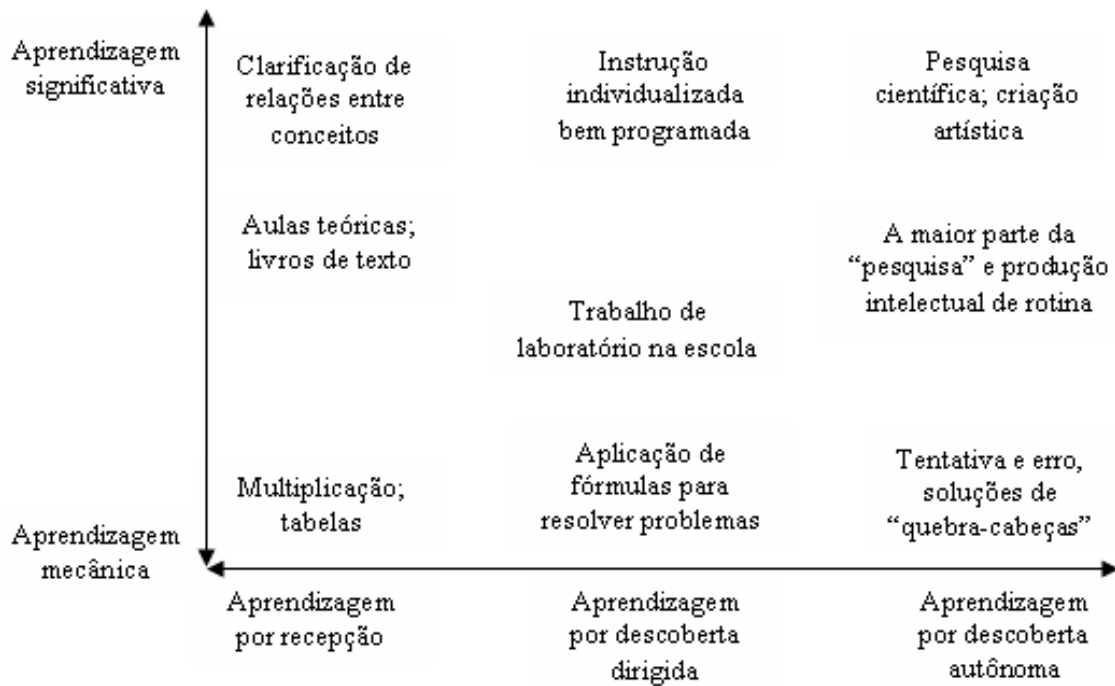 Aprendizagem
significativa
Clarificação de
relações entre
conceitos
Instrução
individualizada
bem programada
Pesquisa
científica; criação
artística
Aulas teóricas;
livros de texto
A maior parte da
“pesquisa” e produção
intelectual de rotina
Trabalho de
laboratório na escola
Multiplicação;
tabelas
Aplicação de
fórmulas para
resolver problemas
Tentativa e erro,
soluções de
“quebra-cabeças”
Aprendizagem
mecânica
Aprendizagem
por recepção
Aprendizagem
por descoberta
dirigida
Aprendizagem
por descoberta
autônoma